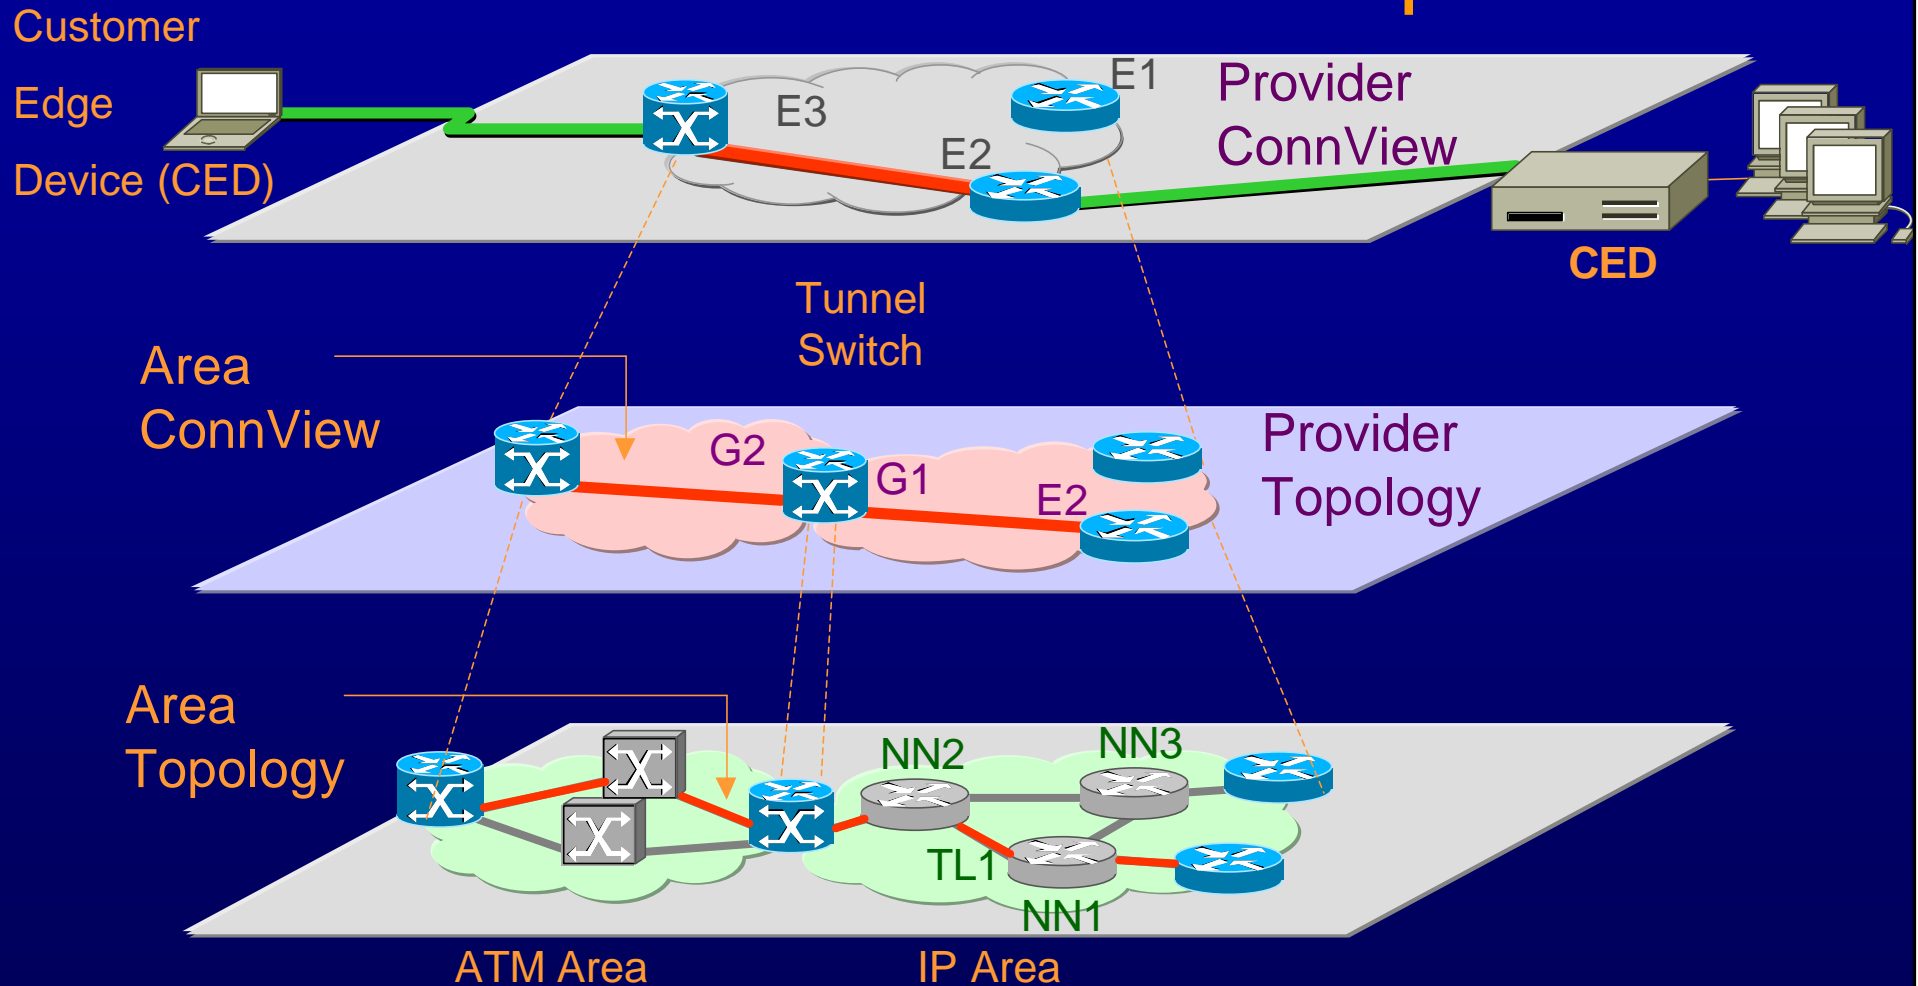 Customer
Edge
Device (CED)
E3
E1
E2
Provider
ConnView
CED
Tunnel
Switch
Area
ConnView
G2
G1
E2
Provider
Topology
Area
Topology
NN2
NN3
TL1
NN1
ATM Area
IP Area